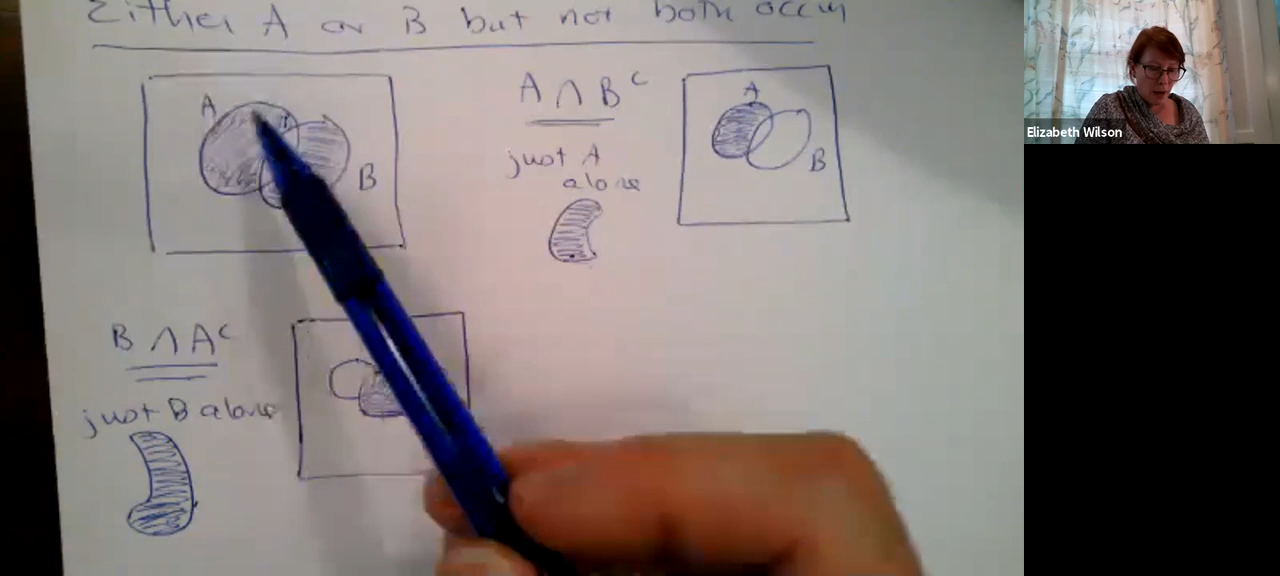 Either A or B but not both occur
A
B
A ∩ B^c
just A
alone
A
B
B ∩ A^c
just B alone
Elizabeth Wilson